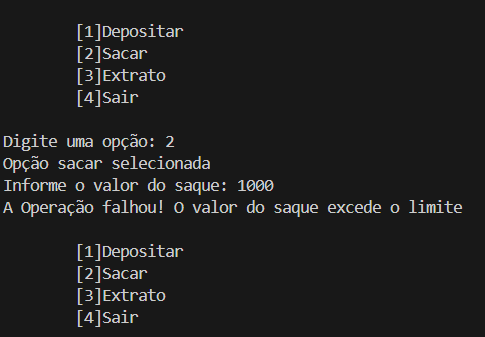 [1]Depositar
[2]Sacar
[3]Extrato
[4]Sair
Digite uma opção: 2
Opção sacar selecionada
Informe o valor do saque: 1000
A Operação falhou! O valor do saque excede o limite
[1]Depositar
[2]Sacar
[3]Extrato
[4]Sair